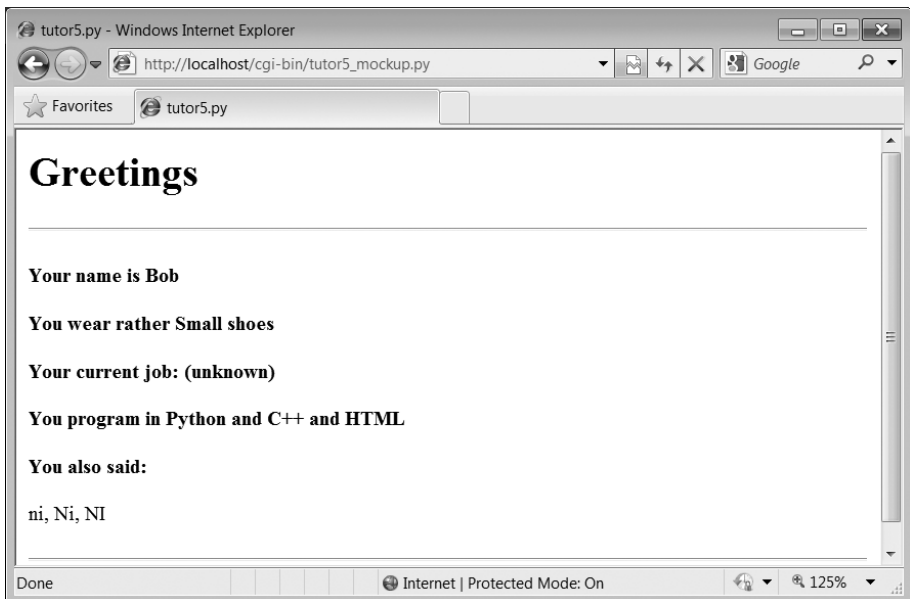 tutor5.py - Windows Internet Explorer
http://localhost/cgi-bin/tutor5_mockup.py
Google
Favorites
tutor5.py
Greetings
Your name is Bob
You wear rather Small shoes
Your current job: (unknown)
You program in Python and C++ and HTML
You also said:
ni, Ni, NI
Done
Internet | Protected Mode: On
125%